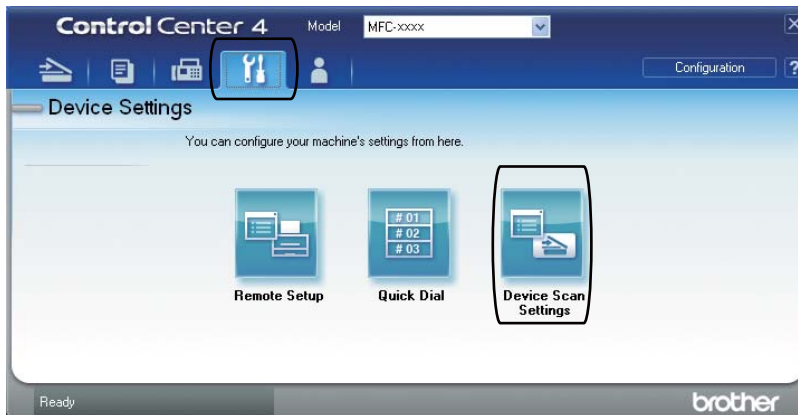 Control Center 4 Model MFC-xxxx
Configuration ?
Device Settings
You can configure your machine's settings from here.
# 01
# 02
# 03
Remote Setup Quick Dial Device Scan
Settings
Ready brother